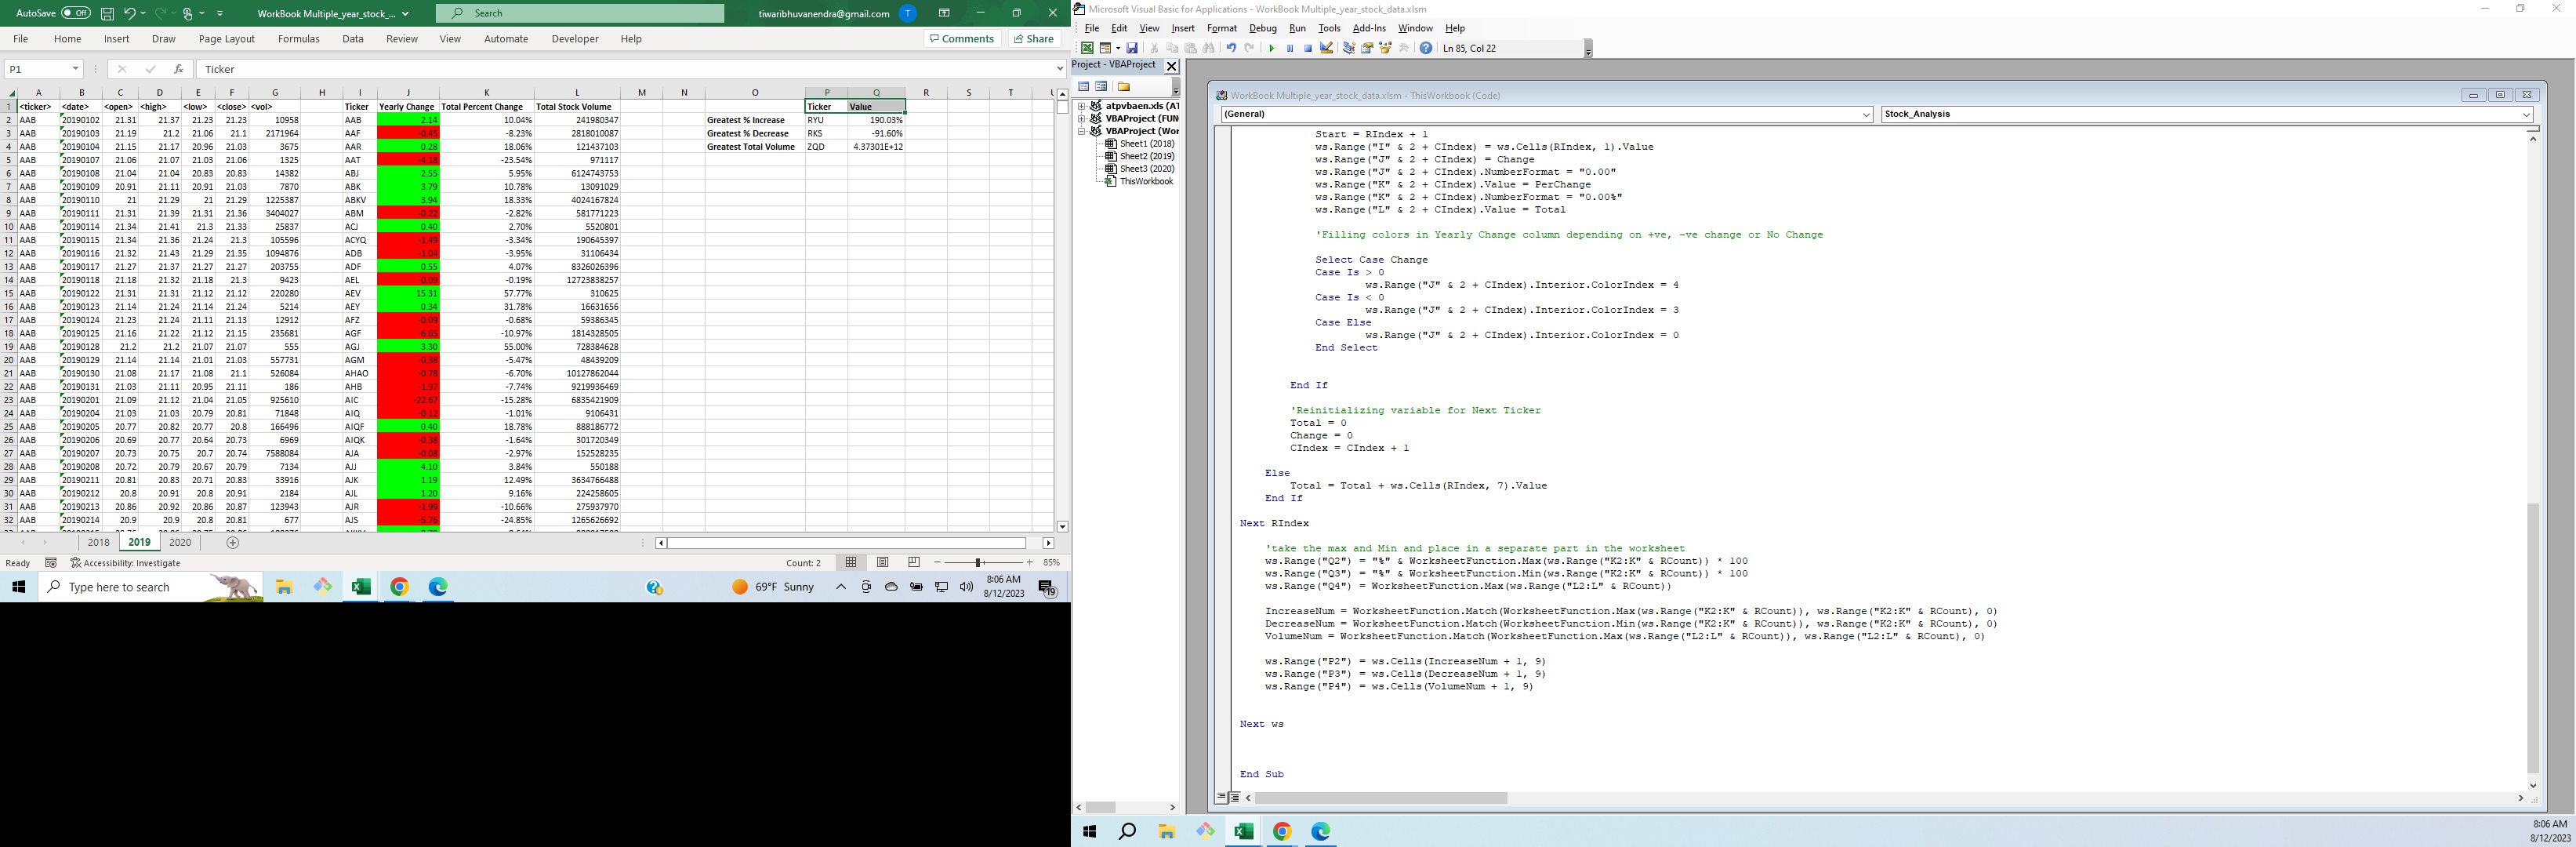 AutoSave Off WorkBook Multiple_year_stock_... Search tiwaribhuvanendra@gmail.com T
File Home Insert Draw Page Layout Formulas Data Review View Automate Developer Help Comments Share
P1 fx Ticker
A B C D E F G H I J K L M N O P Q R S T
1 <ticker> <date> <open> <high> <low> <close> <vol> Ticker Yearly Change Total Percent Change Total Stock Volume Ticker Value
2 AAB 20190102 21.31 21.37 21.23 21.23 10958 AAB 2.14 10.04% 241980347 Greatest % Increase RYU 190.03%
3 AAB 20190103 21.19 21.2 21.06 21.1 2171964 AAF -0.45 -8.23% 2818010087 Greatest % Decrease RKS -91.60%
4 AAB 20190104 21.15 21.17 20.96 21.03 3675 AAR 0.28 18.06% 121437103 Greatest Total Volume ZQD 4.37301E+12
5 AAB 20190107 21.06 21.07 21.03 21.06 1325 AAT -4.18 -23.54% 971117
6 AAB 20190108 21.04 21.04 20.83 20.83 14382 ABJ 2.55 5.95% 6124743753
7 AAB 20190109 20.91 21.11 20.91 21.03 7870 ABK 3.79 10.78% 13091029
8 AAB 20190110 21 21.29 21 21.29 1225387 ABKV 3.94 18.33% 4024167824
9 AAB 20190111 21.31 21.39 21.31 21.36 3404027 ABM -0.22 -2.82% 581771223
10 AAB 20190114 21.34 21.41 21.3 21.33 25837 ACJ 0.40 2.70% 5520801
11 AAB 20190115 21.34 21.36 21.24 21.3 105596 ACYQ -1.49 -3.34% 190645397
12 AAB 20190116 21.32 21.43 21.29 21.35 1094876 ADB -1.04 -3.95% 31106434
13 AAB 20190117 21.27 21.37 21.27 21.27 203755 ADF 0.55 4.07% 8326026396
14 AAB 20190118 21.18 21.32 21.18 21.3 9423 AEL -0.09 -0.19% 12723838257
15 AAB 20190122 21.31 21.31 21.12 21.12 220280 AEV 15.31 57.77% 310625
16 AAB 20190123 21.14 21.14 21.14 21.24 5214 AEY 0.34 31.78% 16631656
17 AAB 20190124 21.23 21.24 21.11 21.13 12912 AFZ -0.09 -0.68% 59386345
18 AAB 20190125 21.16 21.22 21.12 21.15 235681 AGF -6.65 -10.97% 1814328505
19 AAB 20190128 21.2 21.2 21.07 21.07 555 AGJ 3.30 55.00% 728384628
20 AAB 20190129 21.14 21.14 21.01 21.03 557731 AGM -0.38 -5.47% 48439209
21 AAB 20190130 21.08 21.17 21.08 21.1 526084 AHAO -0.78 -6.70% 10127862044
22 AAB 20190131 21.03 21.11 20.95 21.11 186 AHB -1.97 -7.74% 9219936469
23 AAB 20190201 21.09 21.12 21.04 21.05 925610 AIC -22.67 -15.28% 6835421909
24 AAB 20190204 21.03 21.03 20.79 20.81 71848 AIQ -0.12 -1.01% 9106431
25 AAB 20190205 20.77 20.82 20.77 20.8 166496 AIQF 0.40 18.78% 888186772
26 AAB 20190206 20.69 20.77 20.64 20.73 6969 AIQK -0.38 -1.64% 301720349
27 AAB 20190207 20.73 20.75 20.7 20.74 7588084 AJA -0.08 -2.97% 152528235
28 AAB 20190208 20.72 20.79 20.67 20.79 7134 AJJ 4.10 3.84% 550188
29 AAB 20190211 20.81 20.83 20.71 20.83 33916 AJK 1.19 12.49% 3634766488
30 AAB 20190212 20.8 20.91 20.8 20.91 2184 AJL 1.20 9.16% 224258605
31 AAB 20190213 20.86 20.92 20.86 20.87 123943 AJR -1.99 -10.66% 275937970
32 AAB 20190214 20.9 20.9 20.8 20.81 677 AJS -5.76 -24.85% 1265626692
2018 2019 2020
Ready Accessibility: Investigate Count: 2 85%
Type here to search 69°F Sunny 8:06 AM
8/12/2023 19
Microsoft Visual Basic for Applications - WorkBook Multiple_year_stock_data.xlsm
File Edit View Insert Format Debug Run Tools Add-Ins Window Help
Ln 85, Col 22
Project - VBAProject
atpvbaen.xls (AT
VBAProject (FUN
VBAProject (Wor
Sheet1 (2018)
Sheet2 (2019)
Sheet3 (2020)
ThisWorkbook
WorkBook Multiple_year_stock_data.xlsm - ThisWorkbook (Code)
(General) Stock_Analysis
Start = RIndex + 1
ws.Range("I" & 2 + CIndex) = ws.Cells(RIndex, 1).Value
ws.Range("J" & 2 + CIndex) = Change
ws.Range("J" & 2 + CIndex).NumberFormat = "0.00"
ws.Range("K" & 2 + CIndex).Value = PerChange
ws.Range("K" & 2 + CIndex).NumberFormat = "0.00%"
ws.Range("L" & 2 + CIndex).Value = Total
'Filling colors in Yearly Change column depending on +ve, -ve change or No Change
Select Case Change
Case Is > 0
ws.Range("J" & 2 + CIndex).Interior.ColorIndex = 4
Case Is < 0
ws.Range("J" & 2 + CIndex).Interior.ColorIndex = 3
Case Else
ws.Range("J" & 2 + CIndex).Interior.ColorIndex = 0
End Select
End If
'Reinitializing variable for Next Ticker
Total = 0
Change = 0
CIndex = CIndex + 1
Else
Total = Total + ws.Cells(RIndex, 7).Value
End If
Next RIndex
'take the max and Min and place in a separate part in the worksheet
ws.Range("Q2") = "%" & WorksheetFunction.Max(ws.Range("K2:K" & RCount)) * 100
ws.Range("Q3") = "%" & WorksheetFunction.Min(ws.Range("K2:K" & RCount)) * 100
ws.Range("Q4") = WorksheetFunction.Max(ws.Range("L2:L" & RCount))
IncreaseNum = WorksheetFunction.Match(WorksheetFunction.Max(ws.Range("K2:K" & RCount)), ws.Range("K2:K" & RCount), 0)
DecreaseNum = WorksheetFunction.Match(WorksheetFunction.Min(ws.Range("K2:K" & RCount)), ws.Range("K2:K" & RCount), 0)
VolumeNum = WorksheetFunction.Match(WorksheetFunction.Max(ws.Range("L2:L" & RCount)), ws.Range("L2:L" & RCount), 0)
ws.Range("P2") = ws.Cells(IncreaseNum + 1, 9)
ws.Range("P3") = ws.Cells(DecreaseNum + 1, 9)
ws.Range("P4") = ws.Cells(VolumeNum + 1, 9)
Next ws
End Sub
8:06 AM
8/12/2023